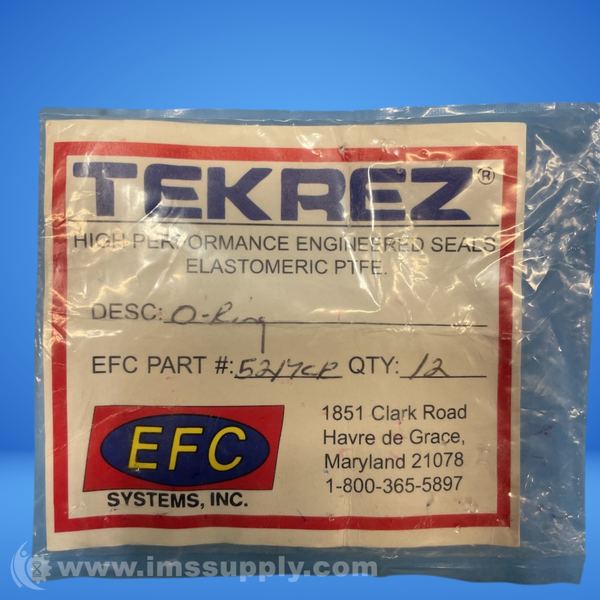 TEKREZ®
HIGH PERFORMANCE ENGINEERED SEALS
ELASTOMERIC PTFE.
DESC: O-Ring
EFC PART #: 5217CP QTY: 12
EFC
SYSTEMS, INC.
1851 Clark Road
Havre de Grace,
Maryland 21078
1-800-365-5897
www.imssupply.com